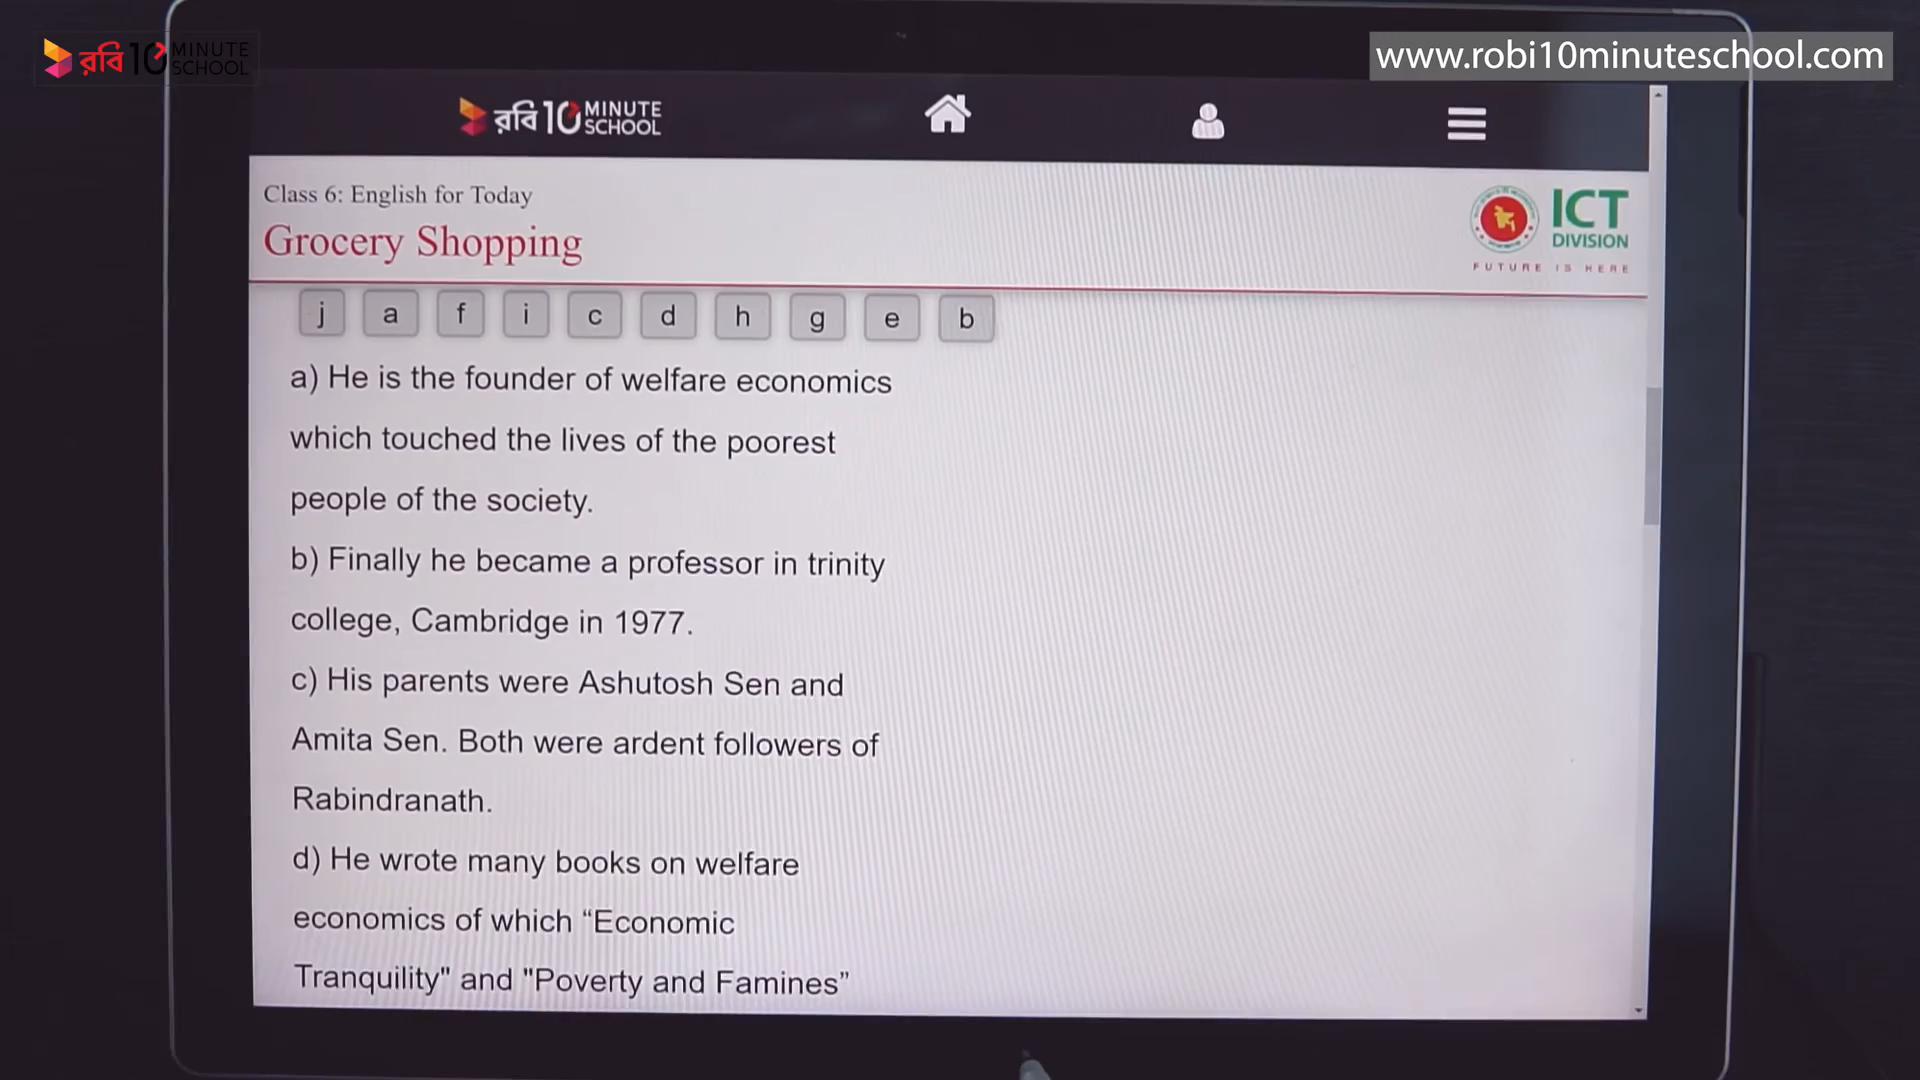 রবি 10 MINUTE SCHOOL
www.robi10minuteschool.com
রবি 10 MINUTE SCHOOL
Class 6: English for Today
Grocery Shopping
ICT
DIVISION
FUTURE IS HERE
j a f i c d h g e b
a) He is the founder of welfare economics
which touched the lives of the poorest
people of the society.
b) Finally he became a professor in trinity
college, Cambridge in 1977.
c) His parents were Ashutosh Sen and
Amita Sen. Both were ardent followers of
Rabindranath.
d) He wrote many books on welfare
economics of which “Economic
Tranquility" and "Poverty and Famines”